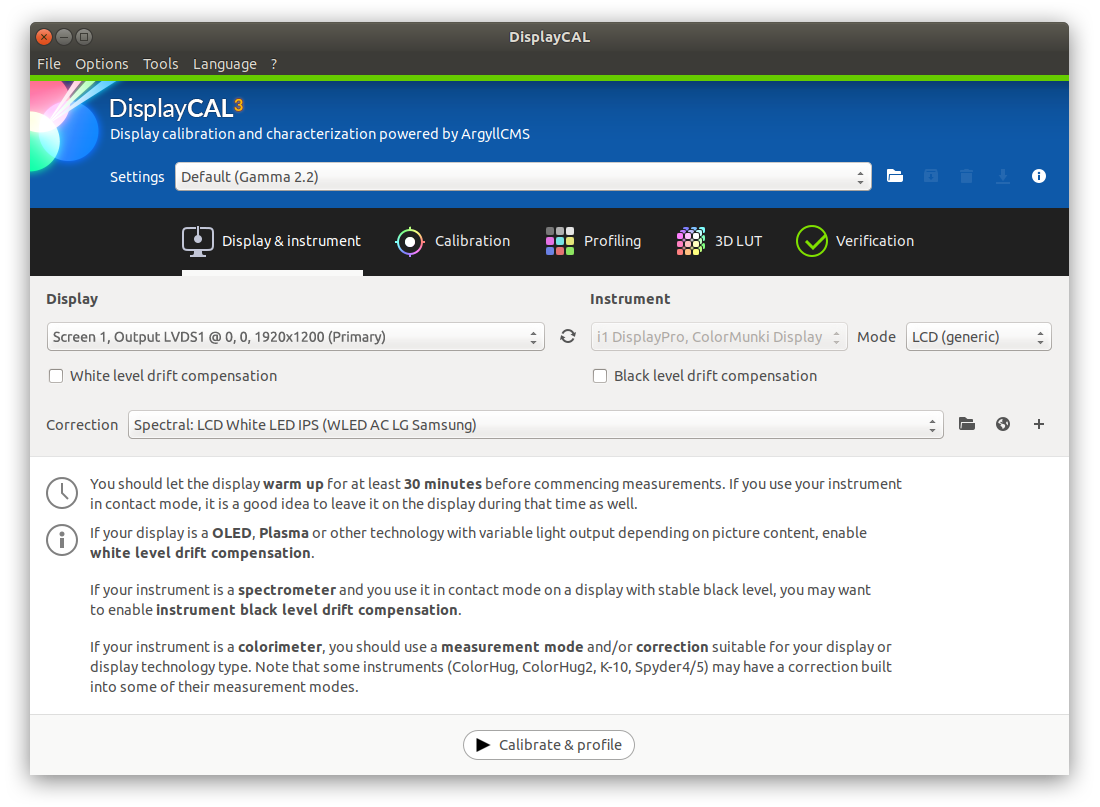 DisplayCAL
File Options Tools Language ?
DisplayCAL3
Display calibration and characterization powered by ArgyllCMS
Settings Default (Gamma 2.2)
Display & instrument Calibration Profiling 3D LUT Verification
Display Instrument
Screen 1, Output LVDS1 @ 0, 0, 1920x1200 (Primary) i1 DisplayPro, ColorMunki Display Mode LCD (generic)
White level drift compensation Black level drift compensation
Correction Spectral: LCD White LED IPS (WLED AC LG Samsung)
You should let the display warm up for at least 30 minutes before commencing measurements. If you use your instrument
in contact mode, it is a good idea to leave it on the display during that time as well.
If your display is a OLED, Plasma or other technology with variable light output depending on picture content, enable
white level drift compensation.
If your instrument is a spectrometer and you use it in contact mode on a display with stable black level, you may want
to enable instrument black level drift compensation.
If your instrument is a colorimeter, you should use a measurement mode and/or correction suitable for your display or
display technology type. Note that some instruments (ColorHug, ColorHug2, K-10, Spyder4/5) may have a correction built
into some of their measurement modes.
Calibrate & profile